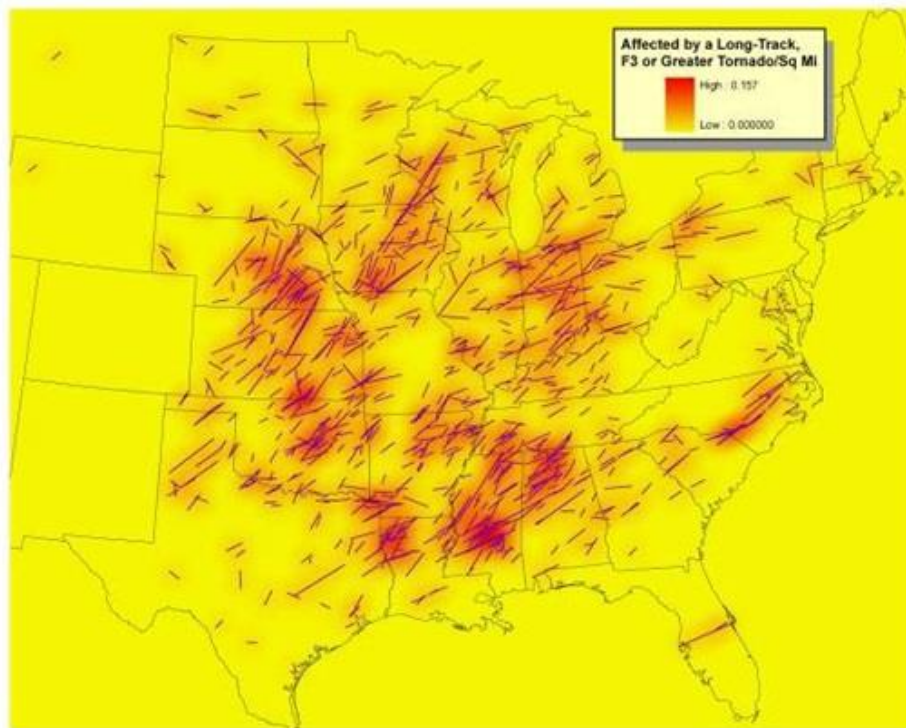 Affected by a Long-Track,
F3 or Greater Tornado/Sq Mi
High : 0.157
Low : 0.000000